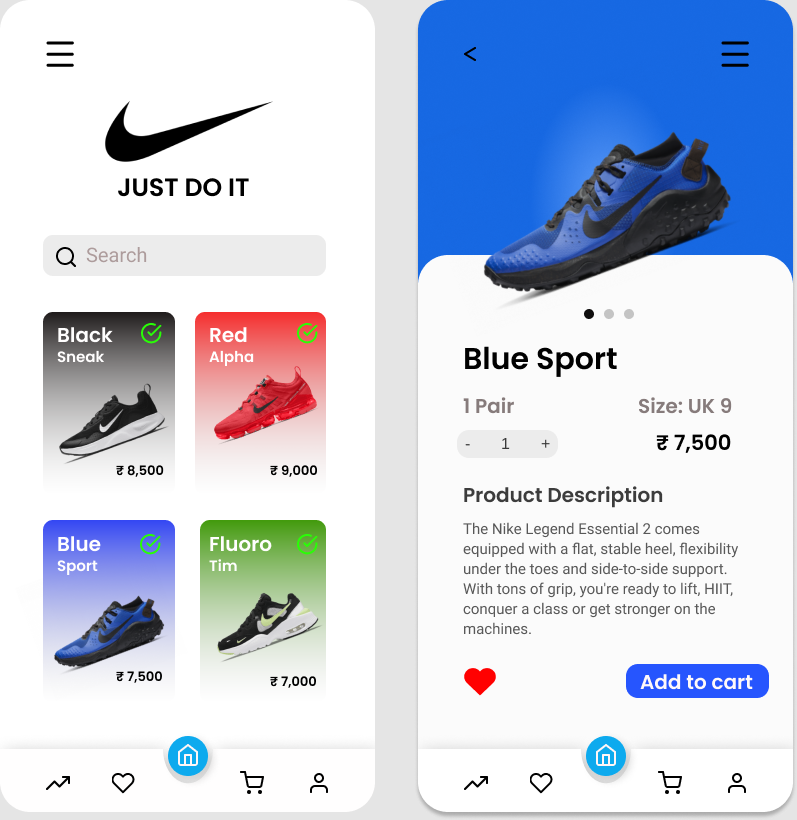 JUST DO IT
Search
Black
Sneak
₹ 8,500
Red
Alpha
₹ 9,000
Blue
Sport
₹ 7,500
Fluoro
Tim
₹ 7,000
<
Blue Sport
1 Pair
Size: UK 9
- 1 +
₹ 7,500
Product Description
The Nike Legend Essential 2 comes
equipped with a flat, stable heel, flexibility
under the toes and side-to-side support.
With tons of grip, you're ready to lift, HIIT,
conquer a class or get stronger on the
machines.
Add to cart